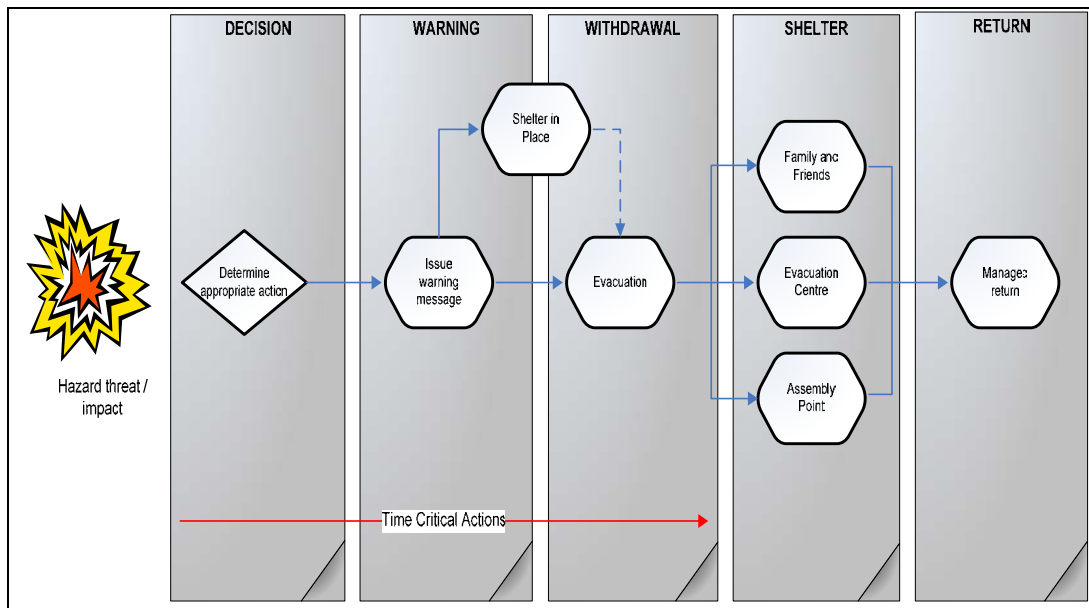 DECISION
WARNING
WITHDRAWAL
SHELTER
RETURN
Shelter in
Place
Family and
Friends
Hazard threat /
impact
Determine
appropriate action
Issue
warning
message
Evacuation
Evacuation
Centre
Managed
return
Assembly
Point
Time Critical Actions